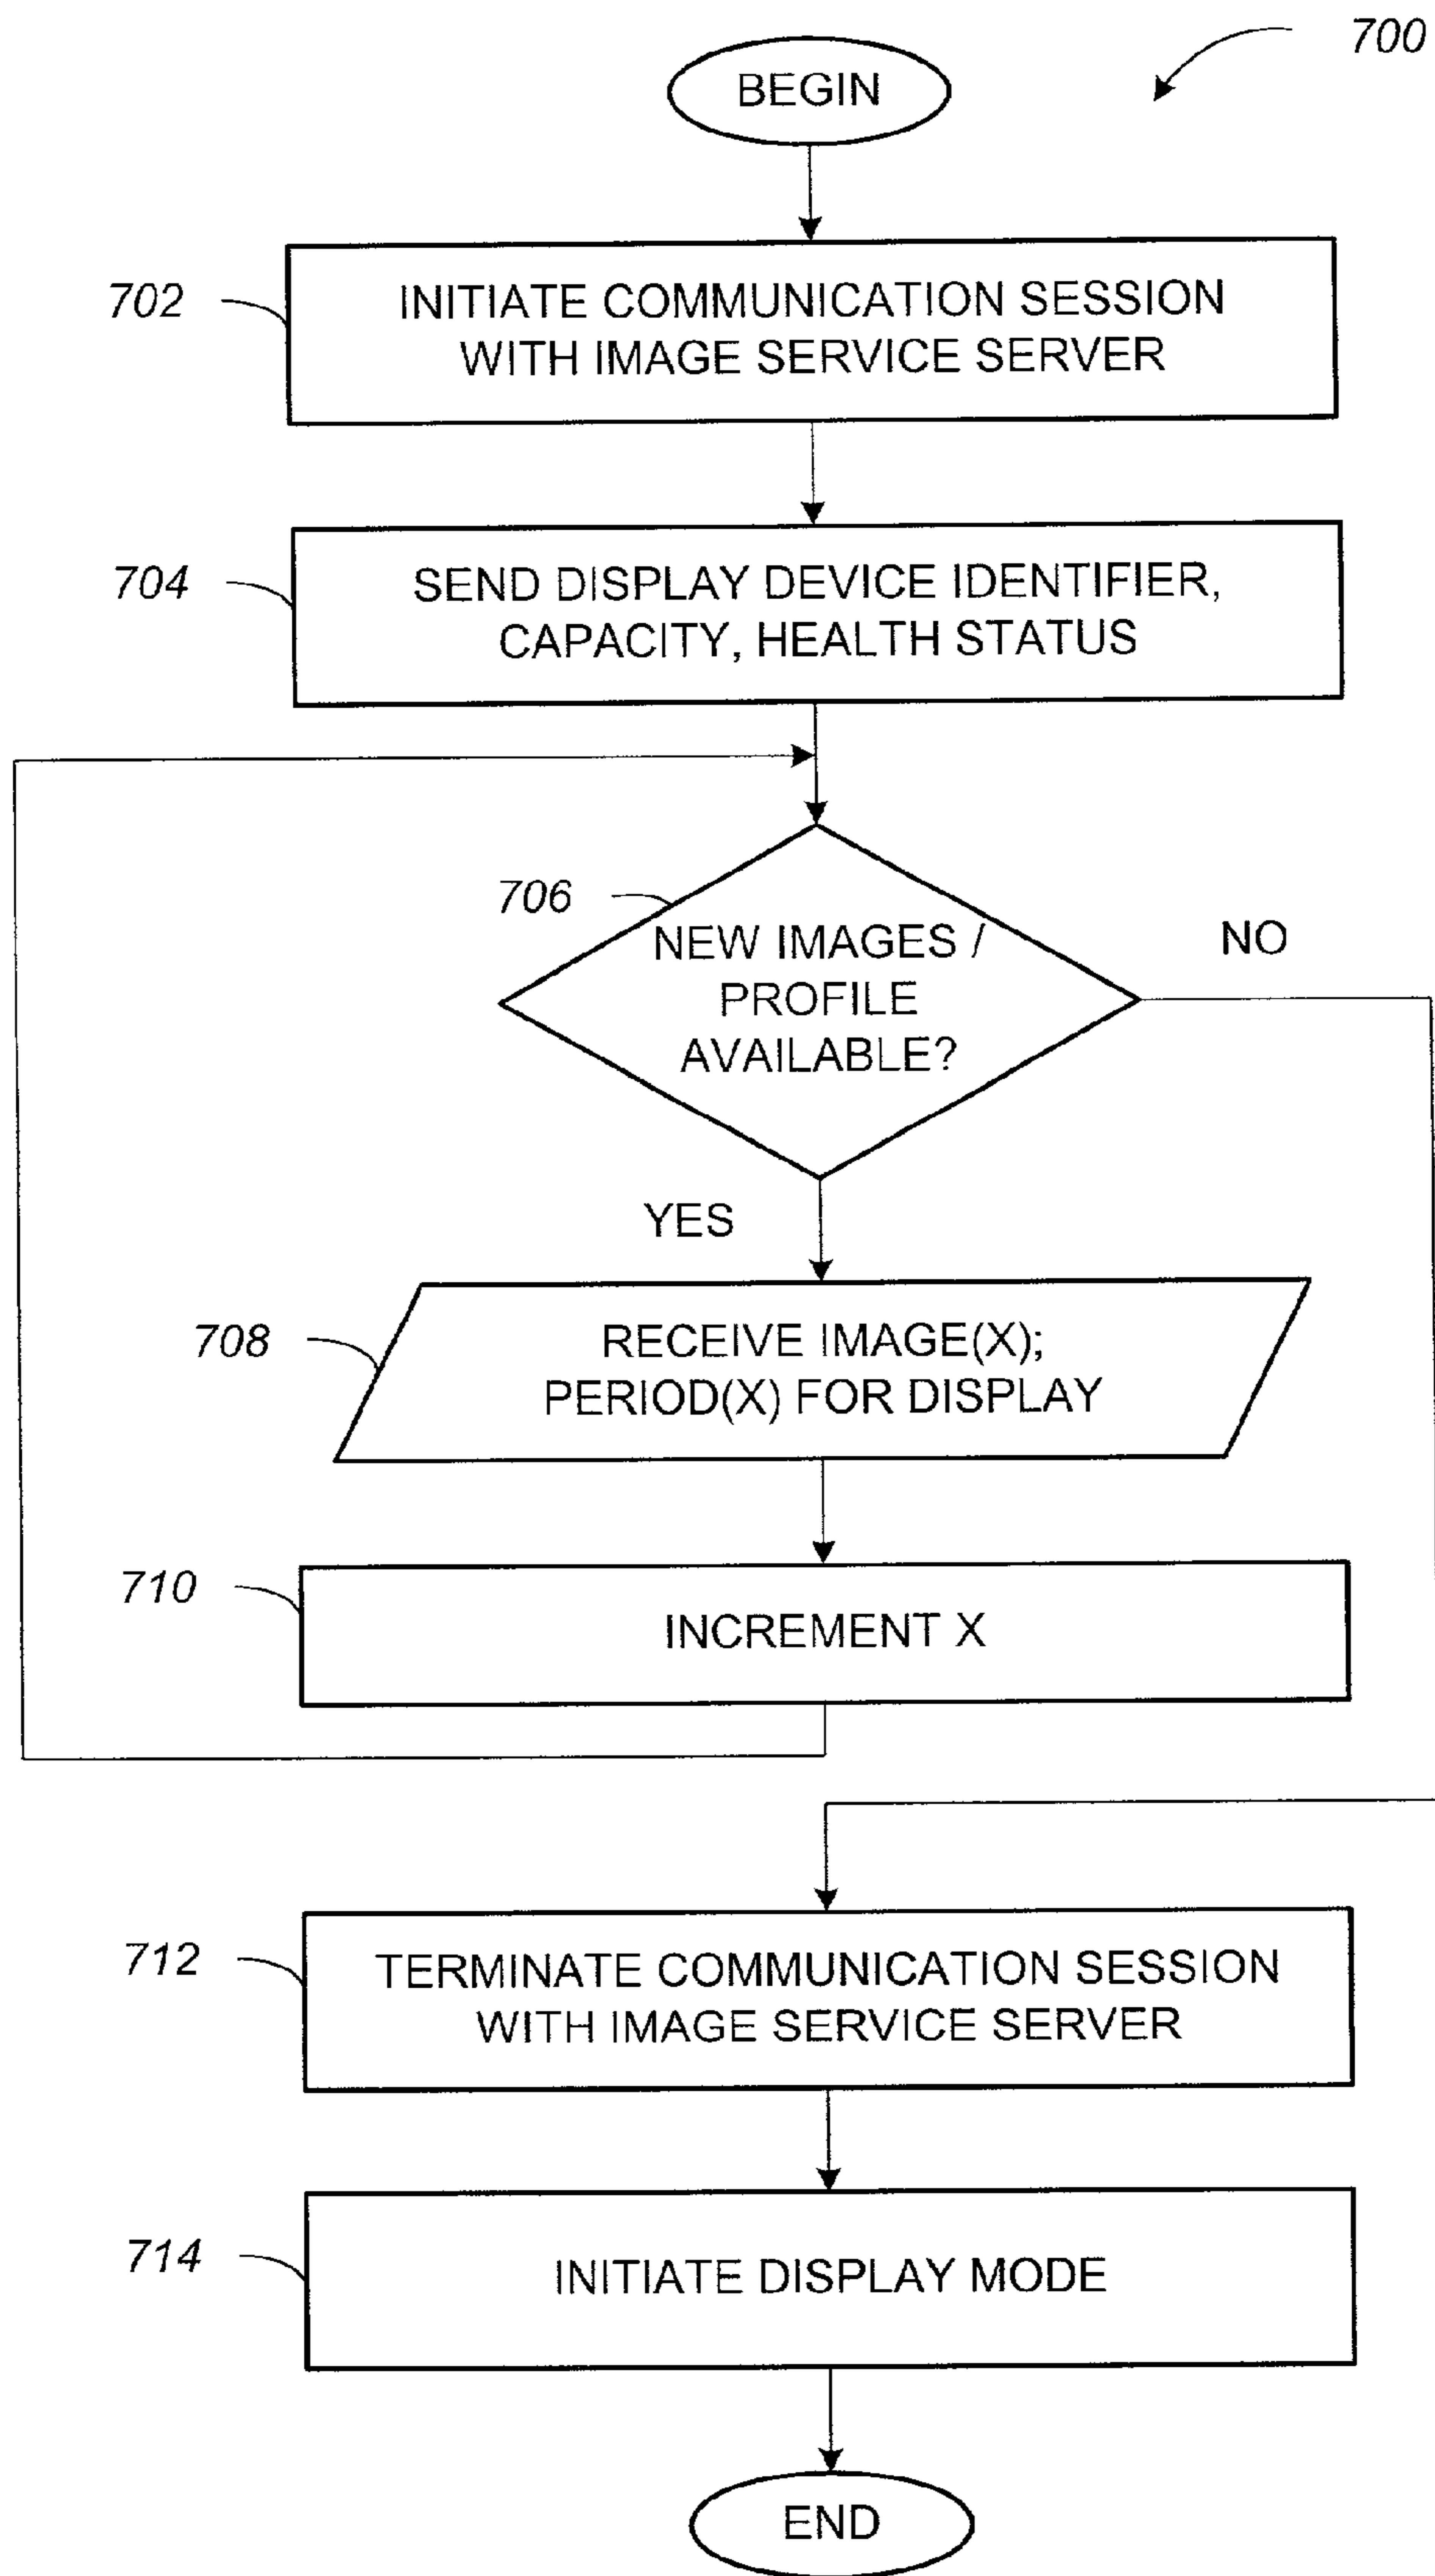 700
BEGIN
702
INITIATE COMMUNICATION SESSION
WITH IMAGE SERVICE SERVER
704
SEND DISPLAY DEVICE IDENTIFIER,
CAPACITY, HEALTH STATUS
706
NEW IMAGES /
PROFILE
AVAILABLE?
NO
YES
708
RECEIVE IMAGE(X);
PERIOD(X) FOR DISPLAY
710
INCREMENT X
712
TERMINATE COMMUNICATION SESSION
WITH IMAGE SERVICE SERVER
714
INITIATE DISPLAY MODE
END